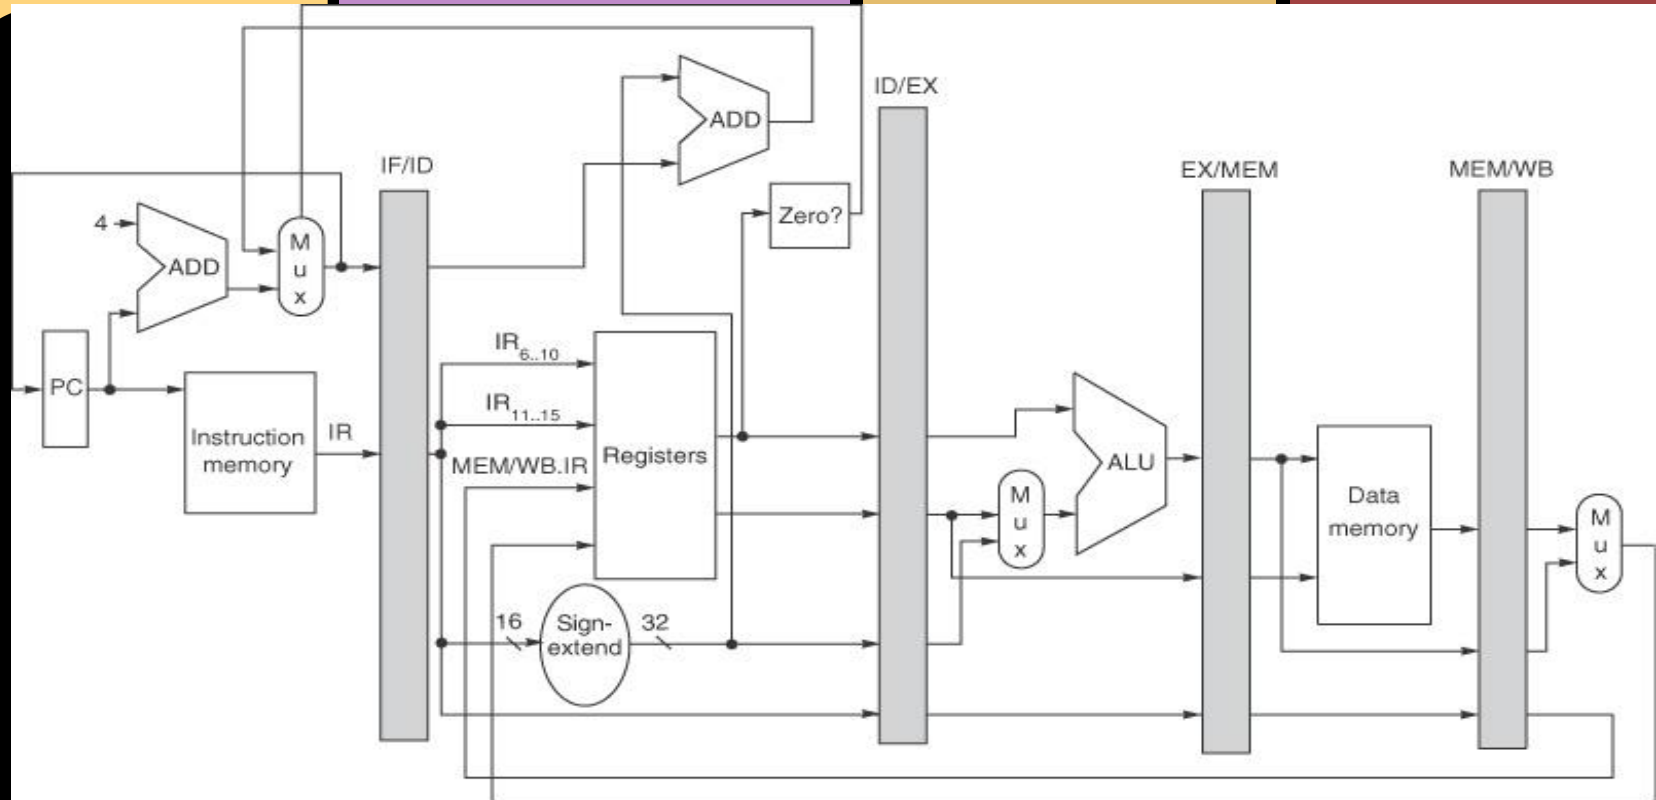 ID/EX
ADD
IF/ID
EX/MEM
MEM/WB
4
ADD
M
u
x
Zero?
PC
IR6..10
IR11..15
Instruction
memory
IR
MEM/WB.IR
Registers
ALU
M
u
x
Data
memory
M
u
x
16
Sign-
extend
32